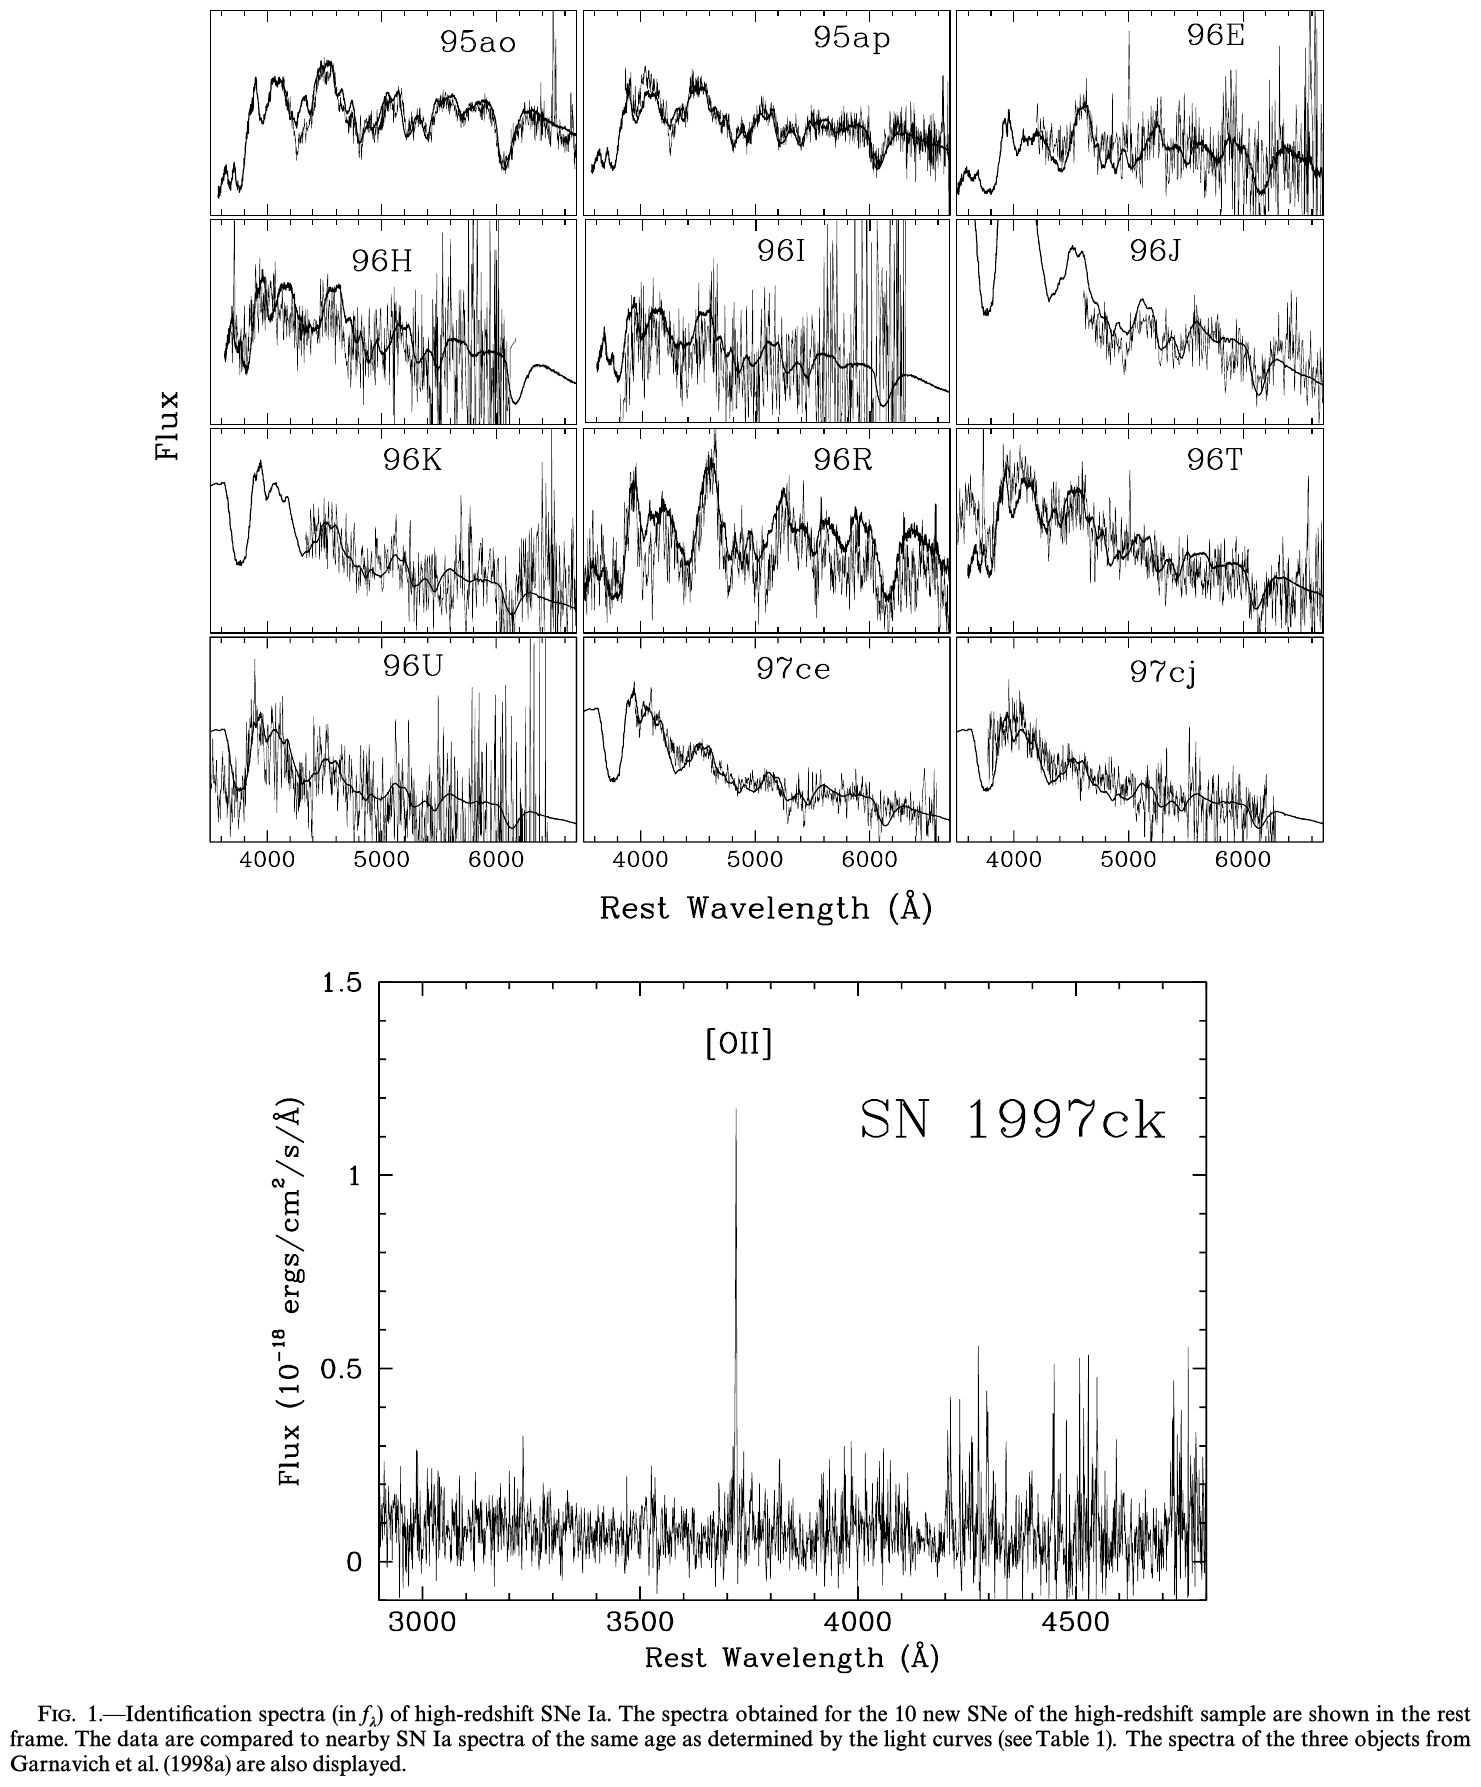 95ao
95ap
96E
96H
96I
96J
Flux
96K
96R
96T
96U
97ce
97cj
4000 5000 6000 4000 5000 6000 4000 5000 6000
Rest Wavelength (Å)
1.5
[OII]
SN 1997ck
1
Flux (10⁻¹⁸ ergs/cm²/s/Å)
0.5
0
3000 3500 4000 4500
Rest Wavelength (Å)
FIG. 1.—Identification spectra (in f_λ) of high-redshift SNe Ia. The spectra obtained for the 10 new SNe of the high-redshift sample are shown in the rest
frame. The data are compared to nearby SN Ia spectra of the same age as determined by the light curves (see Table 1). The spectra of the three objects from
Garnavich et al. (1998a) are also displayed.